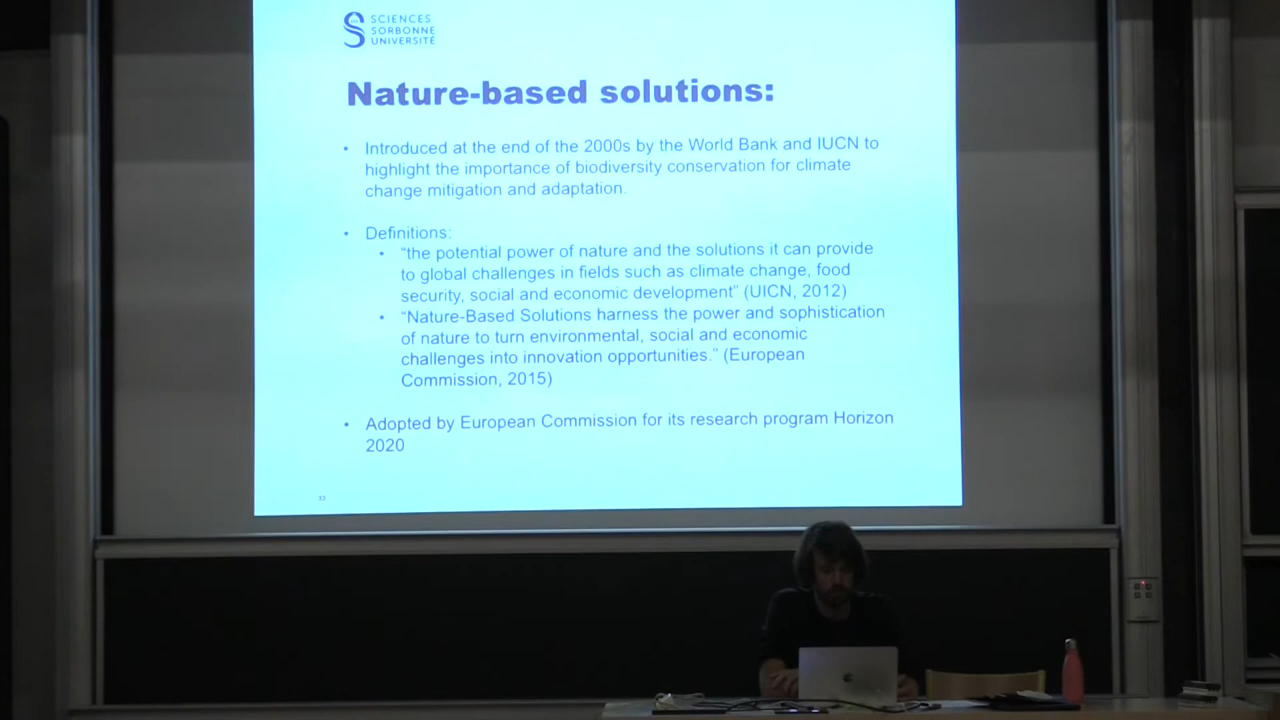 SCIENCES
SORBONNE
UNIVERSITÉ
Nature-based solutions:
• Introduced at the end of the 2000s by the World Bank and IUCN to
highlight the importance of biodiversity conservation for climate
change mitigation and adaptation.
• Definitions:
• “the potential power of nature and the solutions it can provide
to global challenges in fields such as climate change, food
security, social and economic development” (UICN, 2012)
• “Nature-Based Solutions harness the power and sophistication
of nature to turn environmental, social and economic
challenges into innovation opportunities.” (European
Commission, 2015)
• Adopted by European Commission for its research program Horizon
2020